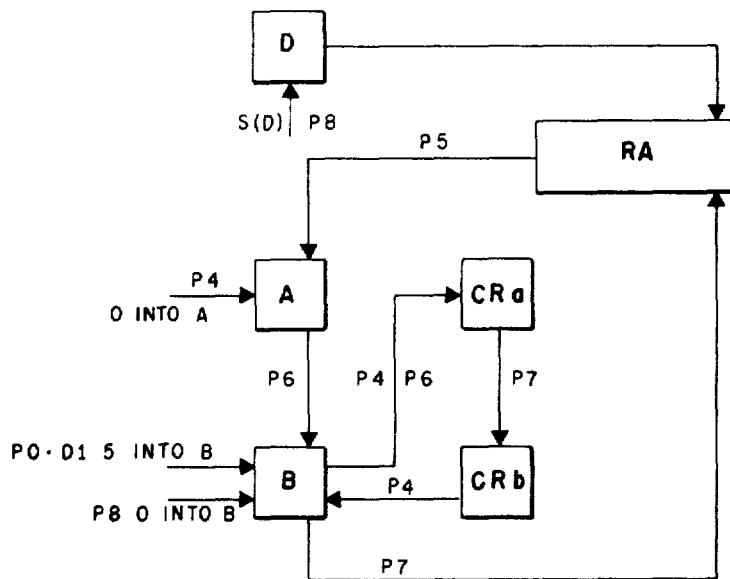 D
S(D) P8
RA
P5
P4
A
CRa
0 INTO A
P6
P4 P6
P7
P0·D1 5 INTO B
B
CRb
P4
P8 0 INTO B
P7